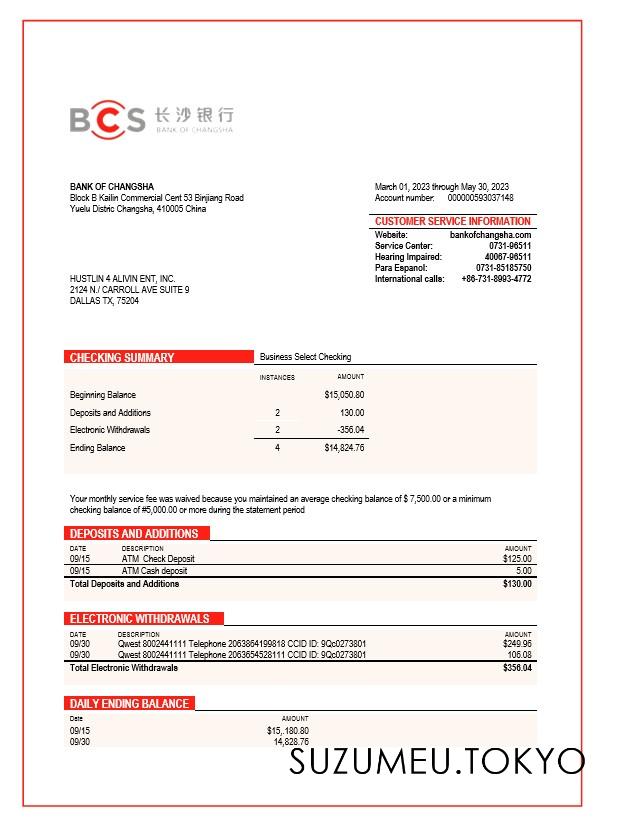 BCS 长沙银行
BANK OF CHANGSHA
BANK OF CHANGSHA
Block B Kailin Commercial Cent 53 Binjiang Road
Yuelu Distric Changsha, 410005 China
March 01, 2023 through May 30, 2023
Account number: 000000593037148
CUSTOMER SERVICE INFORMATION
Website: bankofchangsha.com
Service Center: 0731-96511
Hearing Impaired: 40067-96511
Para Espanol: 0731-85185750
International calls: +86-731-8993-4772
HUSTLIN 4 ALIVIN ENT, INC.
2124 N./ CARROLL AVE SUITE 9
DALLAS TX, 75204
CHECKING SUMMARY Business Select Checking
INSTANCES AMOUNT
Beginning Balance $15,050.80
Deposits and Additions 2 130.00
Electronic Withdrawals 2 -356.04
Ending Balance 4 $14,824.76
Your monthly service fee was waived because you maintained an average checking balance of $ 7,500.00 or a minimum
checking balance of #5,000.00 or more during the statement period
DEPOSITS AND ADDITIONS
DATE DESCRIPTION AMOUNT
09/15 ATM Check Deposit $125.00
09/15 ATM Cash deposit 5.00
Total Deposits and Additions $130.00
ELECTRONIC WITHDRAWALS
DATE DESCRIPTION AMOUNT
09/30 Qwest 8002441111 Telephone 2063864199818 CCID ID: 9Qc0273801 $249.96
09/30 Qwest 8002441111 Telephone 2063654528111 CCID ID: 9Qc0273801 106.08
Total Electronic Withdrawals $356.04
DAILY ENDING BALANCE
Date AMOUNT
09/15 $15,.180.80
09/30 14,828.76
SUZUMEU.TOKYO